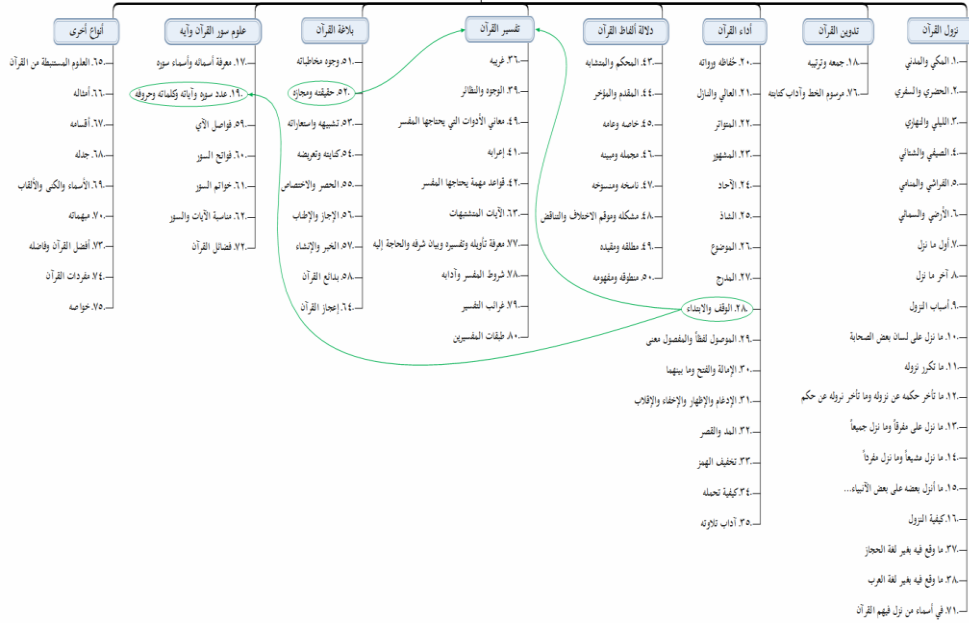 نزول القرآن
١. المكي والمدني
٢. الحضري والسفري
٣. الليلي والنهاري
٤. الصيفي والشتائي
٥. الفراشي والمنامي
٦. الأرضي والسمائي
٧. أول ما نزل
٨. آخر ما نزل
٩. أسباب النزول
١٠. ما نزل على لسان بعض الصحابة
١١. ما تكرر نزوله
١٢. ما تأخر حكمه عن نزوله وما تأخر نزوله عن حكم
١٣. ما نزل على مفرقاً وما نزل جميعاً
١٤. ما نزل مشيعاً وما نزل مفرداً
١٥. ما أنزل بعضه على بعض الأنبياء...
١٦. كيفية النزول
٣٧. ما وقع فيه بغير لغة الحجاز
٣٨. ما وقع فيه بغير لغة العرب
٧١. في أسماء من نزل فيهم القرآن
تدوين القرآن
١٨. جمعه وترتيبه
٧٦. مرسوم الخط وآداب كتابته
أداء القرآن
٢٠. حُفاظه ورواته
٢١. العالي والنازل
٢٢. المتواتر
٢٣. المشهور
٢٤. الآحاد
٢٥. الشاذ
٢٦. الموضوع
٢٧. المدرج
٢٨. الوقف والابتداء
٢٩. الموصول لفظاً والمفصول معنى
٣٠. الإمالة والفتح وما بينهما
٣١. الإدغام والإظهار والإخفاء والإقلاب
٣٢. المد والقصر
٣٣. تخفيف الهمز
٣٤. كيفية تحمله
٣٥. آداب تلاوته
دلالة ألفاظ القرآن
٤٣. المحكم والمتشابه
٤٤. المقدم والمؤخر
٤٥. خاصه وعامه
٤٦. مجمله ومبينه
٤٧. ناسخه ومنسوخه
٤٨. مشكله وموهم الاختلاف والتناقض
٤٩. مطلقه ومقيده
٥٠. منطوقه ومفهومه
تفسير القرآن
٣٦. غريبه
٣٩. الوجوه والنظائر
٤٩. معاني الأدوات التي يحتاجها المفسر
٤١. إعرابه
٤٢. قواعد مهمة يحتاجها المفسر
٦٣. الآيات المتشبهات
٧٧. معرفة تأويله وتفسيره وبيان شرفه والحاجة إليه
٧٨. شروط المفسر وآدابه
٧٩. غرائب التفسير
٨٠. طبقات المفسرين
بلاغة القرآن
٥١. وجوه مخاطباته
٥٢. حقيقته ومجازه
٥٣. تشبيهه واستعاراته
٥٤. كنايته وتعريضه
٥٥. الحصر والاختصاص
٥٦. الإجاز والإطناب
٥٧. الخبر والإنشاء
٥٨. بدائع القرآن
٦٤. إعجاز القرآن
علوم سور القرآن وآيه
١٧. معرفة أسمائه وأسماء سوره
١٩. عدد سوره وآياته وكلماته وحروفه
٥٩. فواصل الآي
٦٠. فواتح السور
٦١. خواتم السور
٦٢. مناسبة الآيات والسور
٧٢. فضائل القرآن
أنواع أخرى
٦٥. العلوم المستنبطة من القرآن
٦٦. أمثاله
٦٧. أقسامه
٦٨. جدله
٦٩. الأسماء والكنى والألقاب
٧٠. مبهماته
٧٣. أفضل القرآن وفاضله
٧٤. مفردات القرآن
٧٥. خواصه